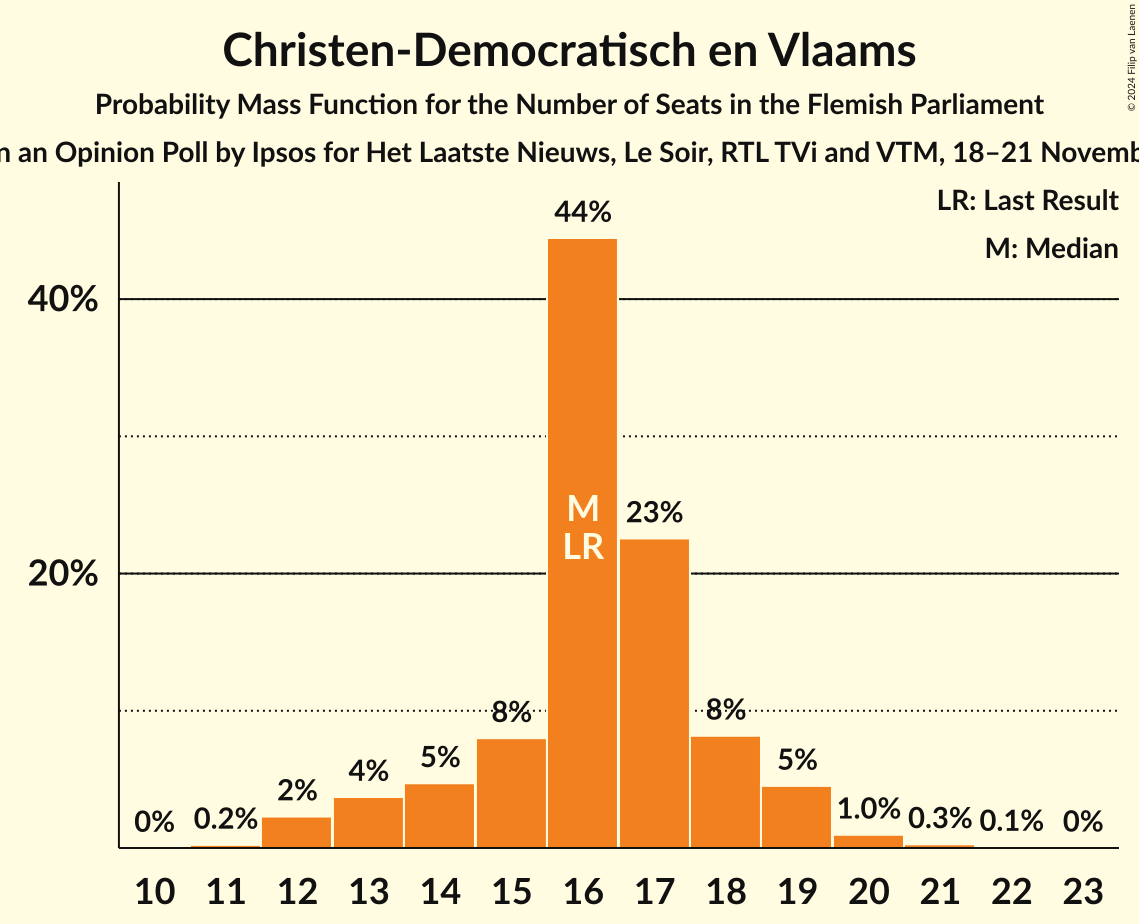 Christen-Democratisch en Vlaams
Probability Mass Function for the Number of Seats in the Flemish Parliament
an Opinion Poll by Ipsos for Het Laatste Nieuws, Le Soir, RTL TVi and VTM, 18–21 Novemb
© 2024 Filip van Laenen
LR: Last Result
M: Median
40%
20%
0%
0.2%
2%
4%
5%
8%
44%
23%
8%
5%
1.0%
0.3%
0.1%
0%
M
LR
10 11 12 13 14 15 16 17 18 19 20 21 22 23